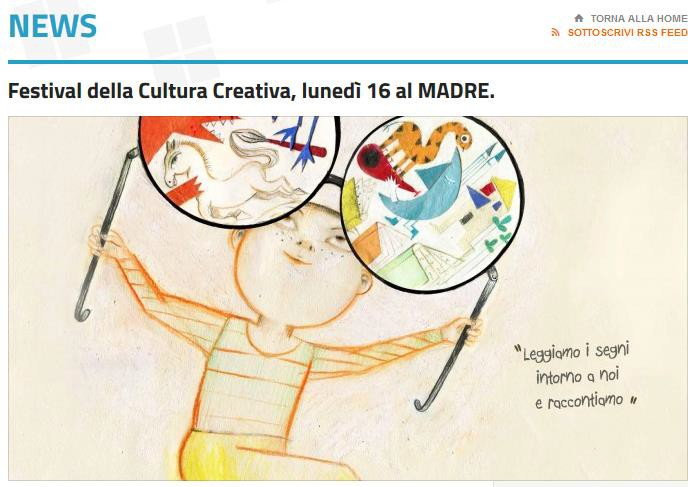 NEWS
TORNA ALLA HOME
SOTTOSCRIVI RSS FEED
Festival della Cultura Creativa, lunedì 16 al MADRE.
"Leggiamo i segni
intorno a noi
e raccontiamo"